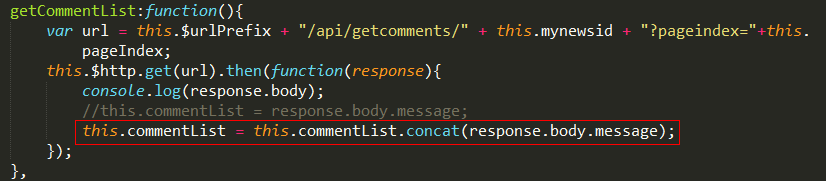 getCommentList:function(){
var url = this.$urlPrefix + "/api/getcomments/" + this.mynewsid + "?pageindex="+this.
pageIndex;
this.$http.get(url).then(function(response){
console.log(response.body);
//this.commentList = response.body.message;
this.commentList = this.commentList.concat(response.body.message);
});
},